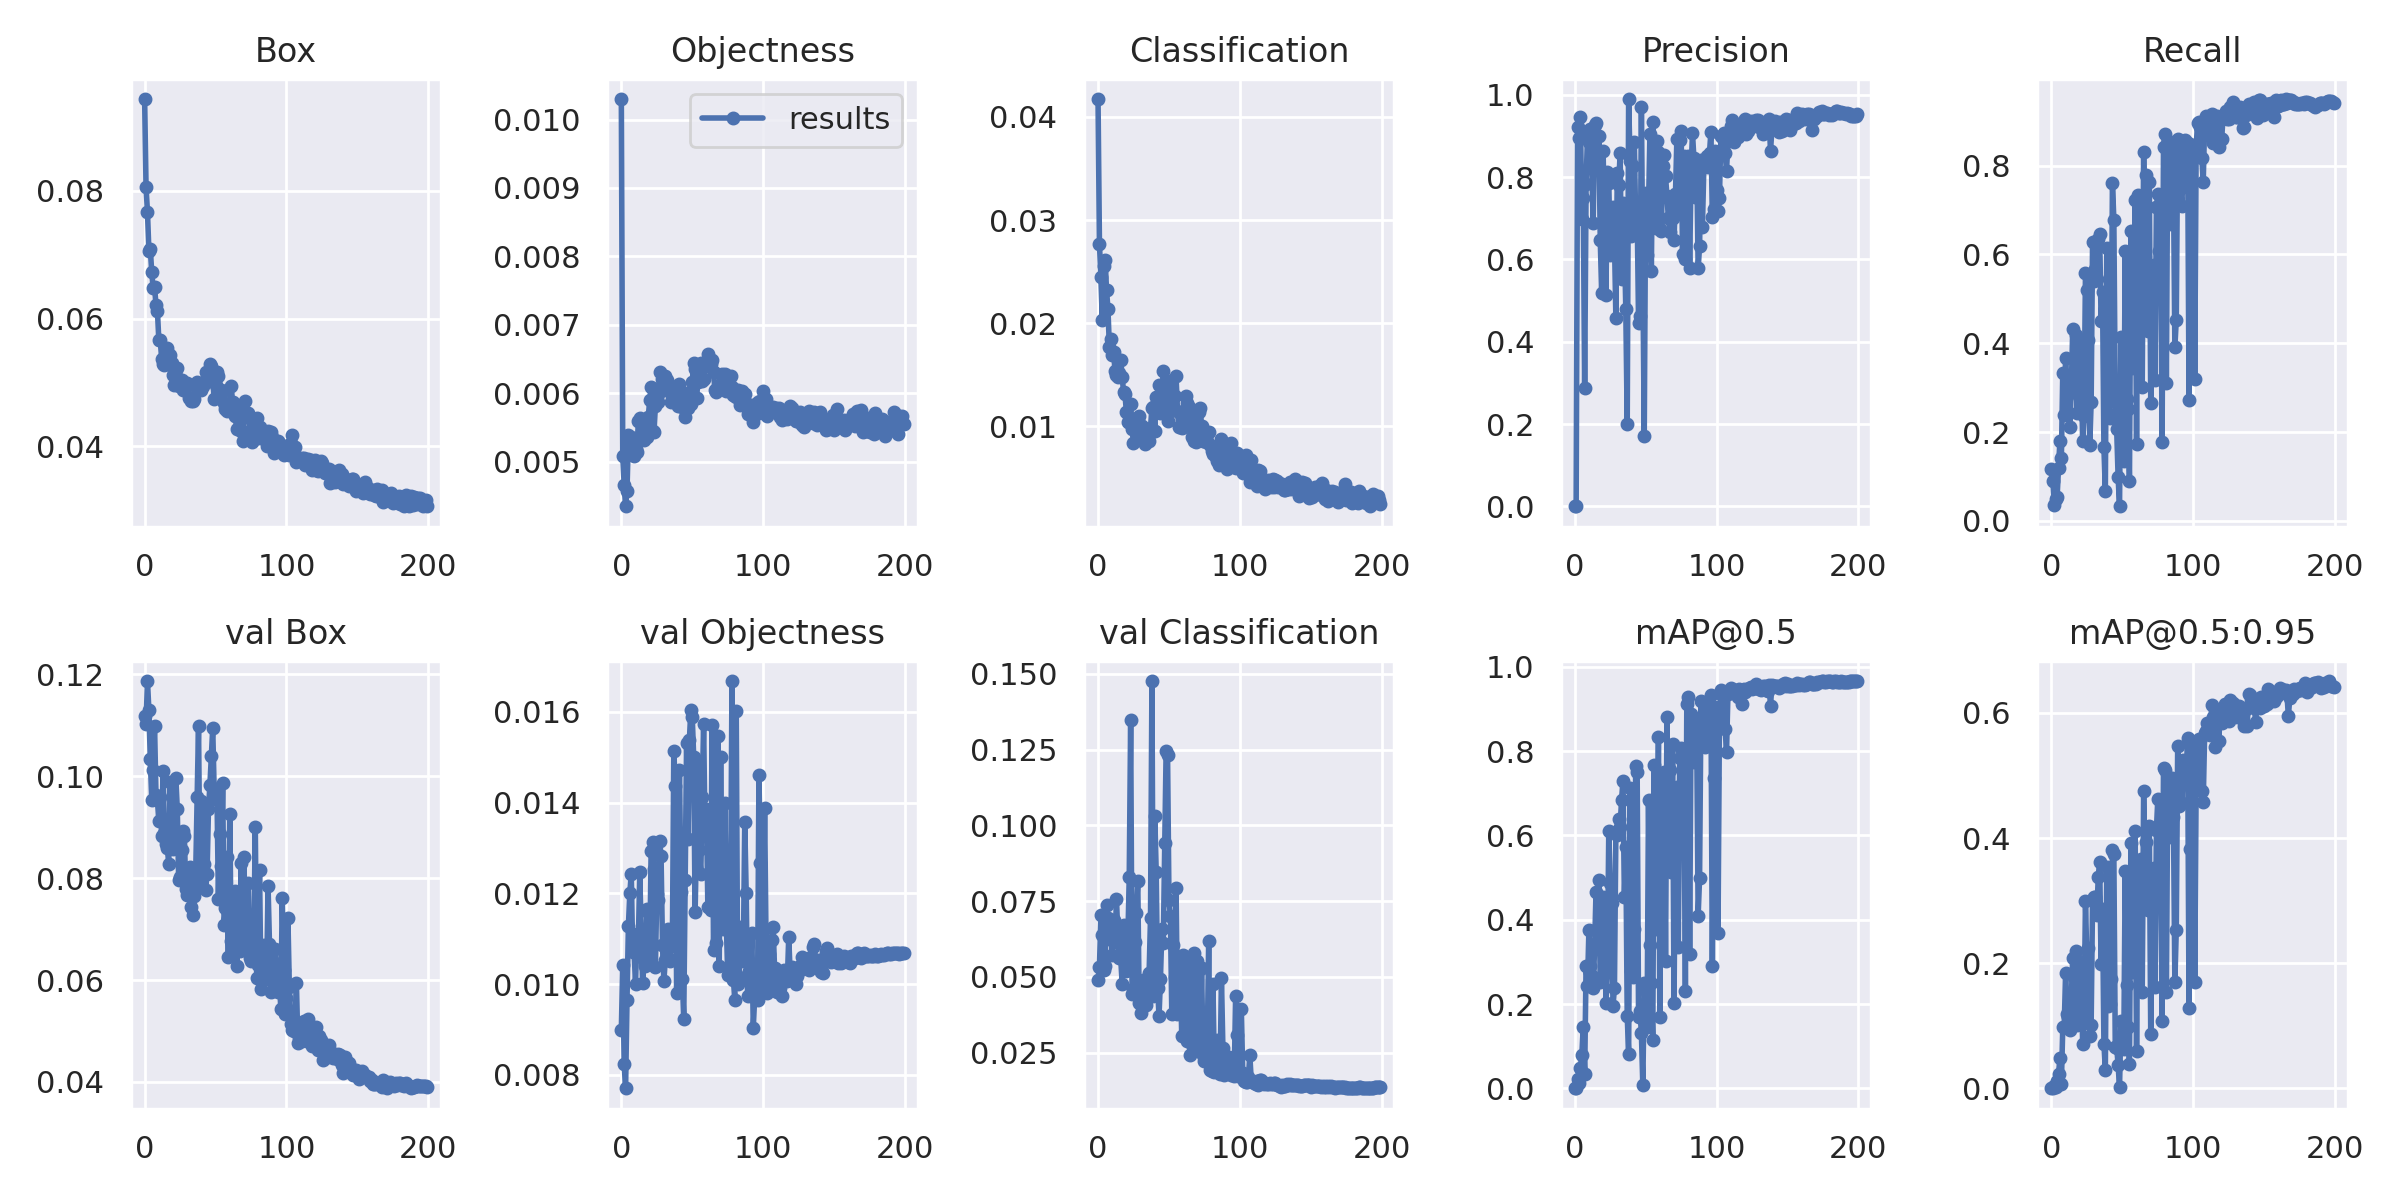 Box
Objectness
Classification
Precision
Recall
0.08
0.06
0.04
0 100 200
0.010
0.009
0.008
0.007
0.006
0.005
results
0 100 200
0.04
0.03
0.02
0.01
0 100 200
1.0
0.8
0.6
0.4
0.2
0.0
0 100 200
0.8
0.6
0.4
0.2
0.0
0 100 200
val Box
val Objectness
val Classification
mAP@0.5
mAP@0.5:0.95
0.12
0.10
0.08
0.06
0.04
0 100 200
0.016
0.014
0.012
0.010
0.008
0 100 200
0.150
0.125
0.100
0.075
0.050
0.025
0 100 200
1.0
0.8
0.6
0.4
0.2
0.0
0 100 200
0.6
0.4
0.2
0.0
0 100 200